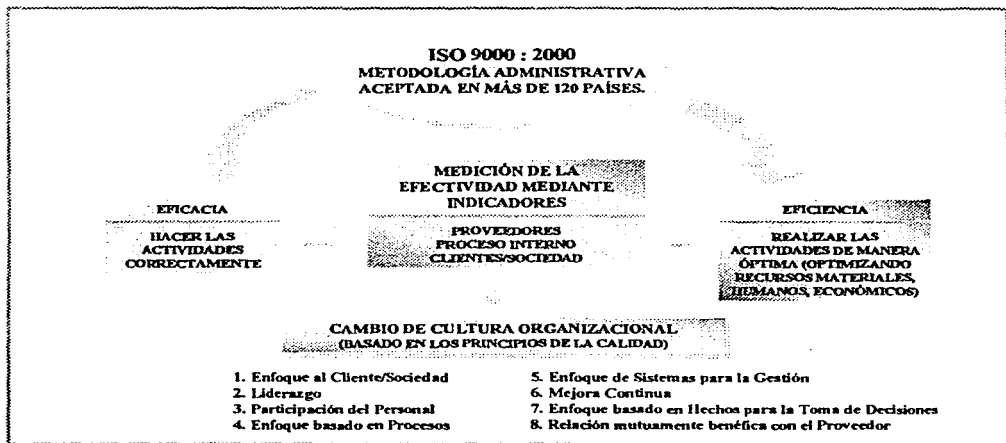 ISO 9000 : 2000
METODOLOGÍA ADMINISTRATIVA
ACEPTADA EN MÁS DE 120 PAÍSES.
MEDICIÓN DE LA
EFECTIVIDAD MEDIANTE
INDICADORES
EFICACIA
HACER LAS
ACTIVIDADES
CORRECTAMENTE
PROVEEDORES
PROCESO INTERNO
CLIENTES/SOCIEDAD
EFICIENCIA
REALIZAR LAS
ACTIVIDADES DE MANERA
ÓPTIMA (OPTIMIZANDO
RECURSOS MATERIALES,
HUMANOS, ECONÓMICOS)
CAMBIO DE CULTURA ORGANIZACIONAL
(BASADO EN LOS PRINCIPIOS DE LA CALIDAD)
1. Enfoque al Cliente/Sociedad
2. Liderazgo
3. Participación del Personal
4. Enfoque basado en Procesos
5. Enfoque de Sistemas para la Gestión
6. Mejora Continua
7. Enfoque basado en Hechos para la Toma de Decisiones
8. Relación mutuamente benéfica con el Proveedor